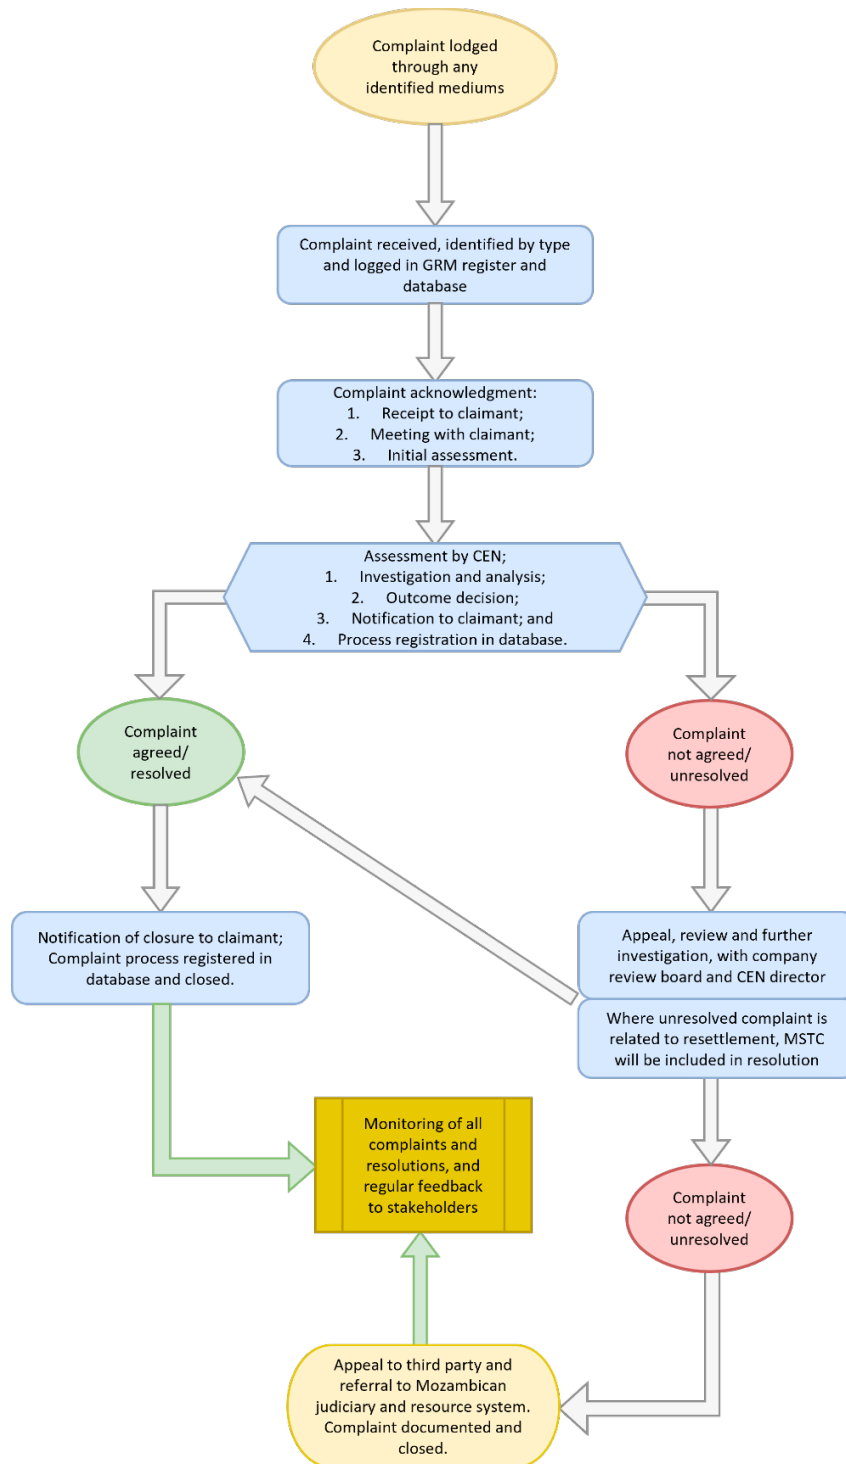 Complaint lodged
through any
identified mediums
Complaint received, identified by type
and logged in GRM register and
database
Complaint acknowledgment:
1. Receipt to claimant;
2. Meeting with claimant;
3. Initial assessment.
Assessment by CEN;
1. Investigation and analysis;
2. Outcome decision;
3. Notification to claimant; and
4. Process registration in database.
Complaint
agreed/
resolved
Complaint
not agreed/
unresolved
Notification of closure to claimant;
Complaint process registered in
database and closed.
Appeal, review and further
investigation, with company
review board and CEN director
Where unresolved complaint is
related to resettlement, MSTC
will be included in resolution
Monitoring of all
complaints and
resolutions, and
regular feedback
to stakeholders
Complaint
not agreed/
unresolved
Appeal to third party and
referral to Mozambican
judiciary and resource system.
Complaint documented and
closed.